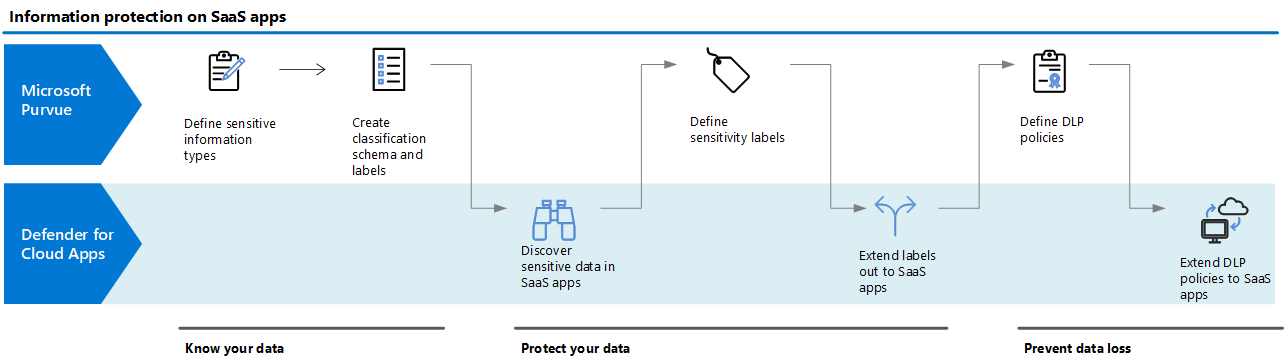 Information protection on SaaS apps
Microsoft
Purvue
Define sensitive
information
types
Create
classification
schema and
labels
Define
sensitivity labels
Define DLP
policies
Defender for
Cloud Apps
Discover
sensitive data in
SaaS apps
Extend labels
out to SaaS
apps
Extend DLP
policies to SaaS
apps
Know your data
Protect your data
Prevent data loss